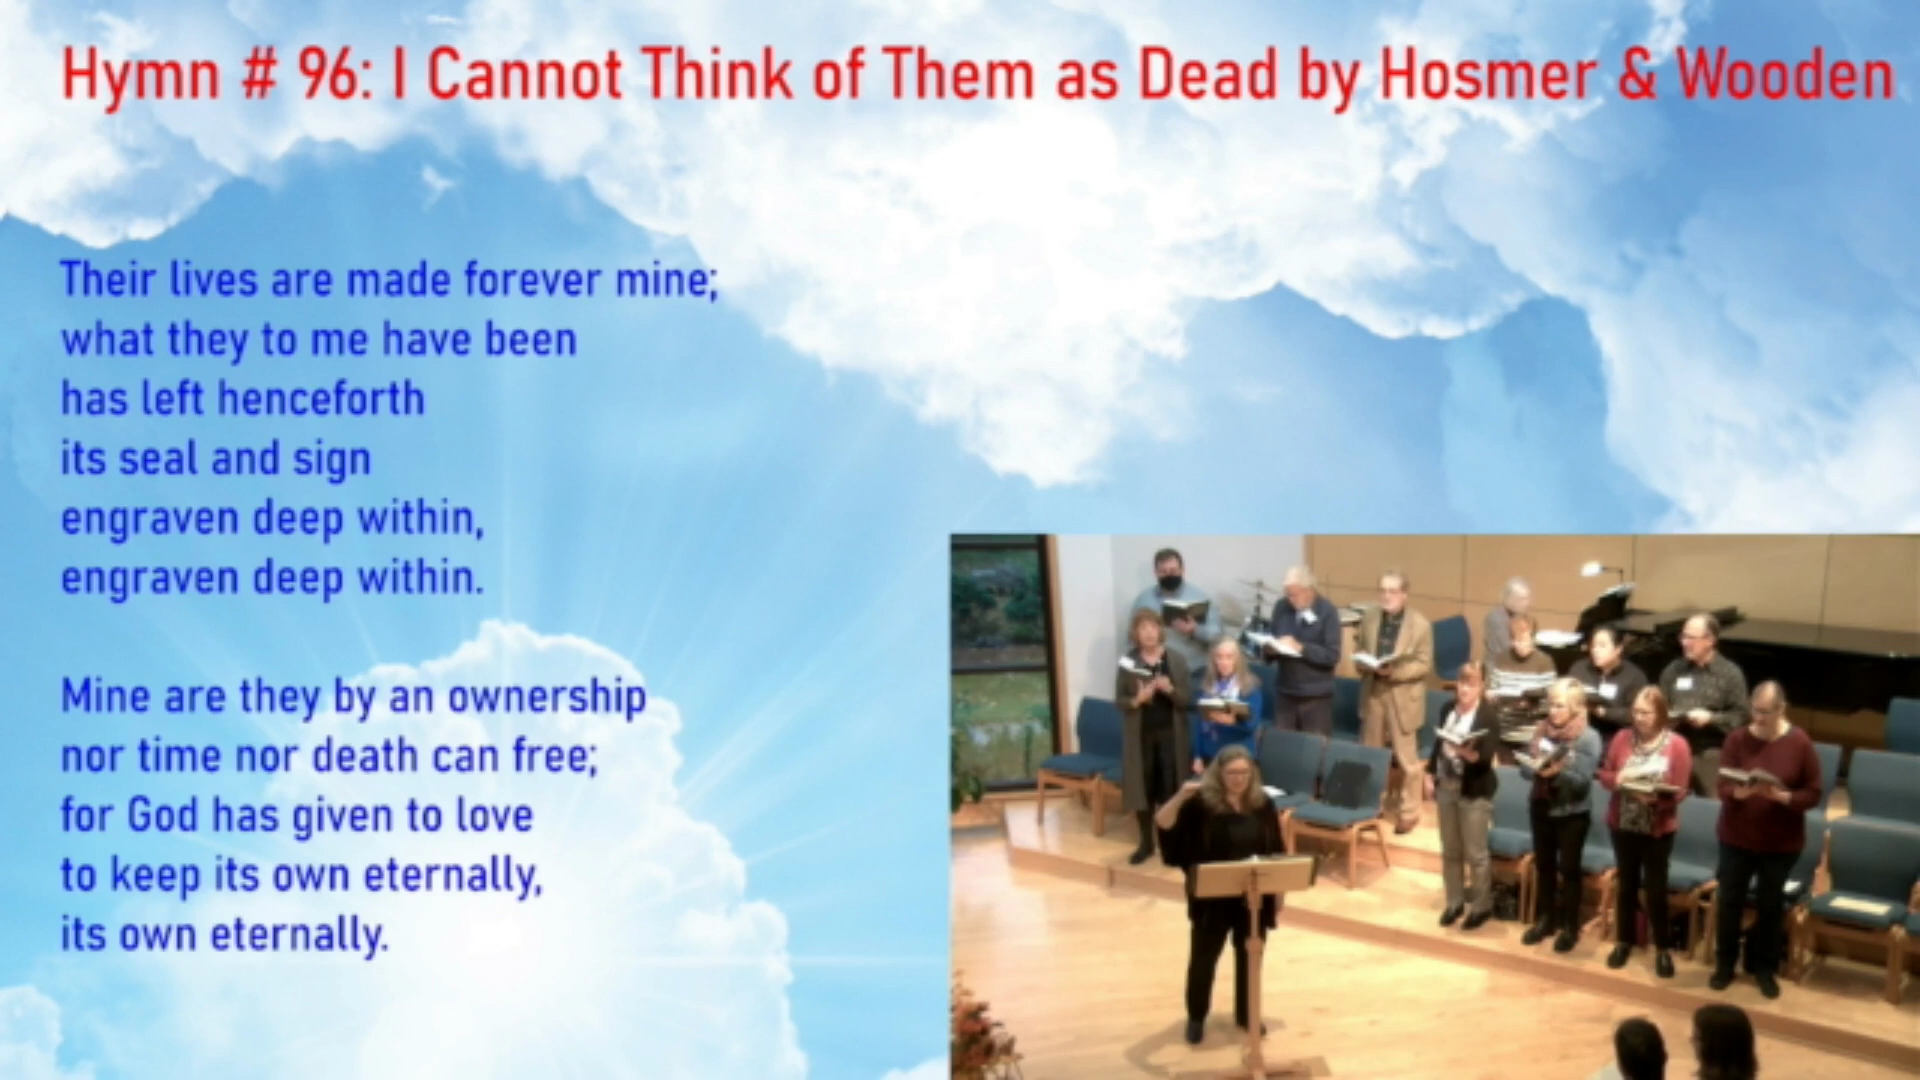 Hymn # 96: I Cannot Think of Them as Dead by Hosmer & Wooden
Their lives are made forever mine;
what they to me have been
has left henceforth
its seal and sign
engraven deep within,
engraven deep within.
Mine are they by an ownership
nor time nor death can free;
for God has given to love
to keep its own eternally,
its own eternally.